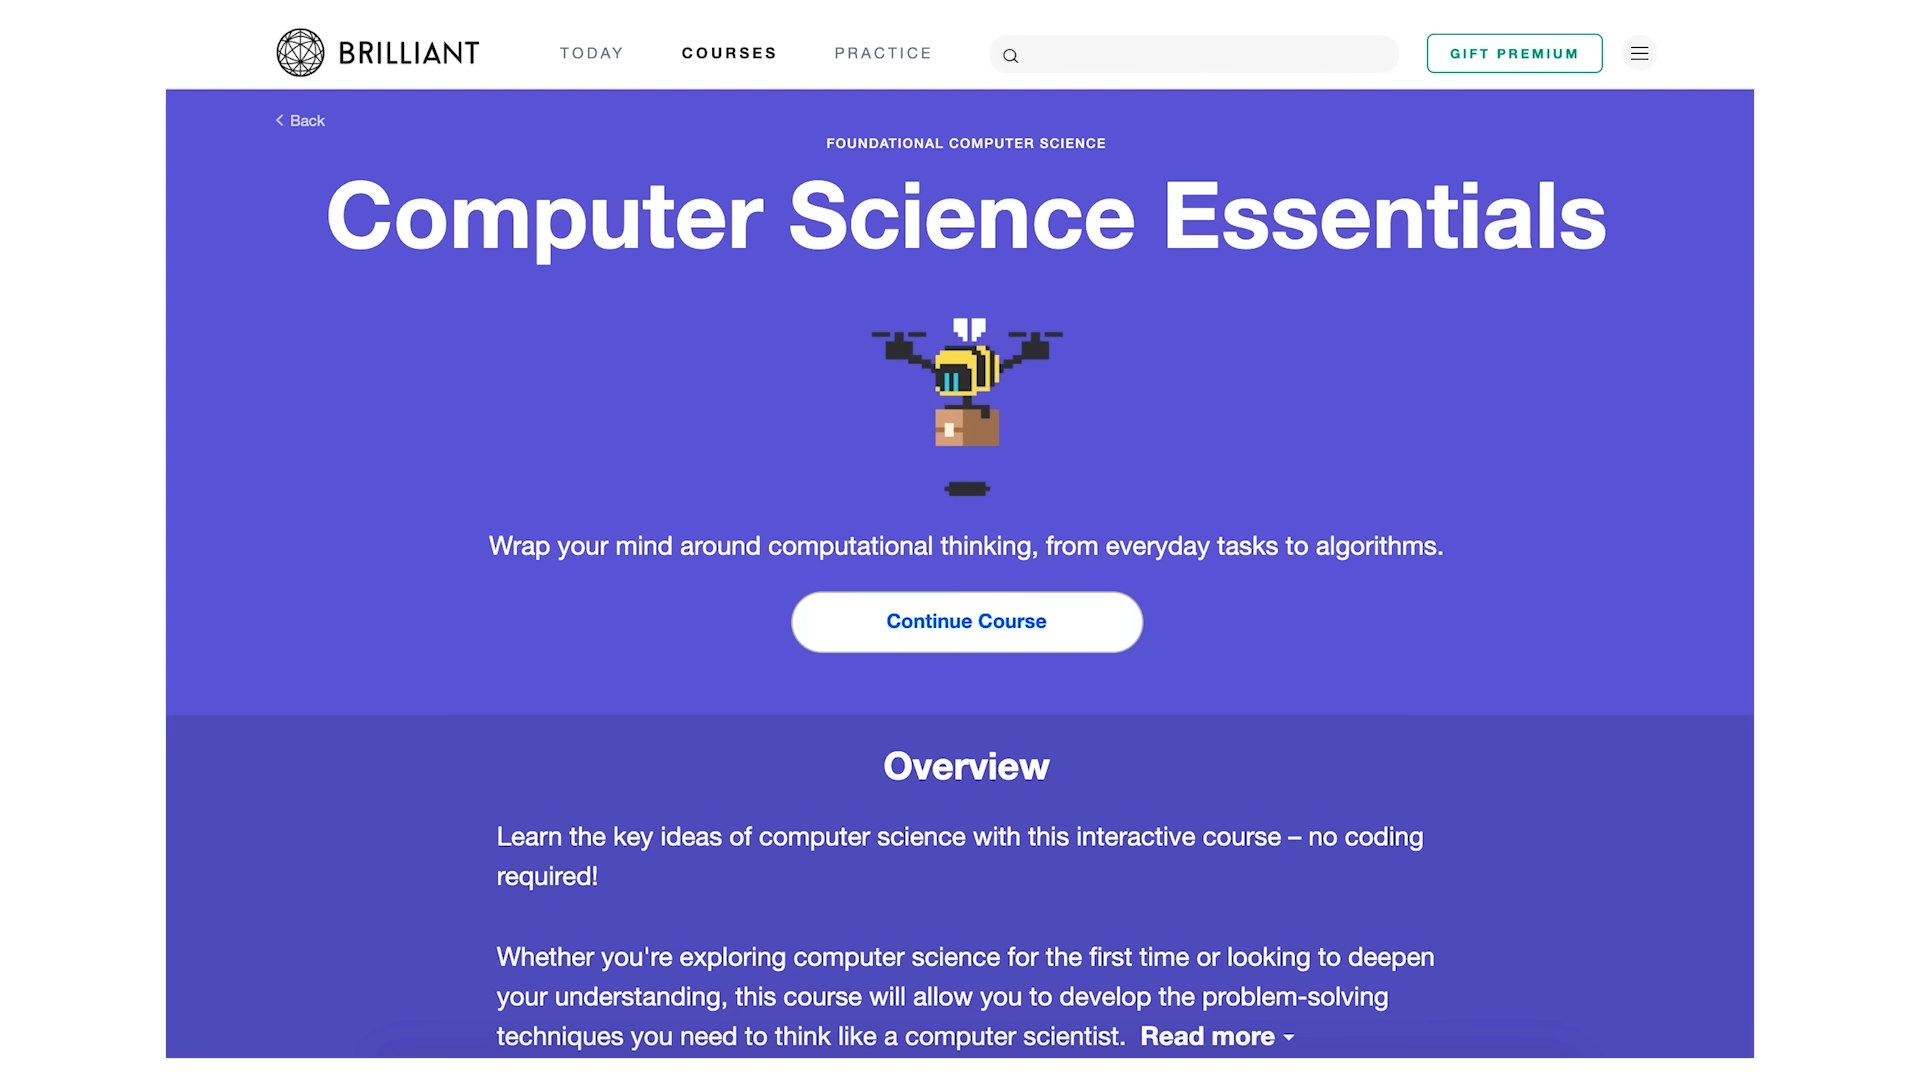 BRILLIANT
TODAY
COURSES
PRACTICE
GIFT PREMIUM
Back
FOUNDATIONAL COMPUTER SCIENCE
Computer Science Essentials
Wrap your mind around computational thinking, from everyday tasks to algorithms.
Continue Course
Overview
Learn the key ideas of computer science with this interactive course – no coding
required!
Whether you're exploring computer science for the first time or looking to deepen
your understanding, this course will allow you to develop the problem-solving
techniques you need to think like a computer scientist. Read more